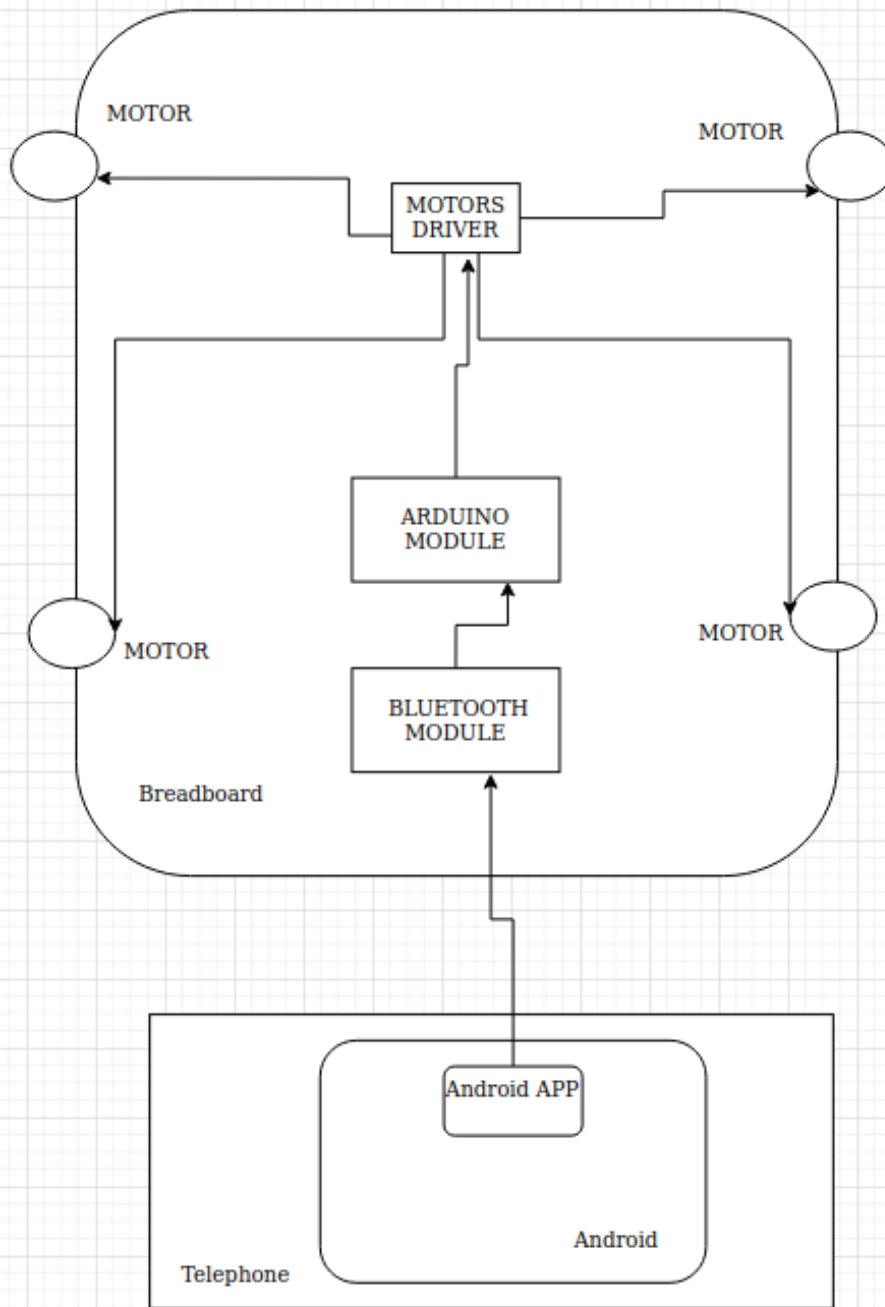 MOTOR
MOTOR
MOTORS
DRIVER
ARDUINO
MODULE
MOTOR
MOTOR
BLUETOOTH
MODULE
Breadboard
Android APP
Android
Telephone